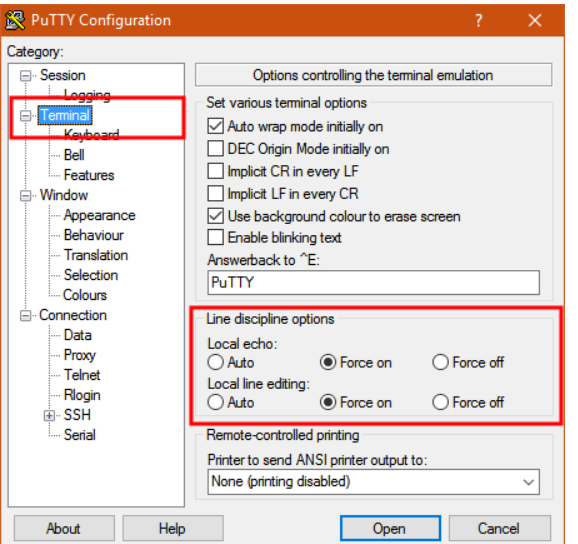 PuTTY Configuration
Category:
Session
Logging
Terminal
Keyboard
Bell
Features
Window
Appearance
Behaviour
Translation
Selection
Colours
Connection
Data
Proxy
Telnet
Rlogin
SSH
Serial
Options controlling the terminal emulation
Set various terminal options
Auto wrap mode initially on
DEC Origin Mode initially on
Implicit CR in every LF
Implicit LF in every CR
Use background colour to erase screen
Enable blinking text
Answerback to ^E:
PuTTY
Line discipline options
Local echo:
Auto Force on Force off
Local line editing:
Auto Force on Force off
Remote-controlled printing
Printer to send ANSI printer output to:
None (printing disabled)
About Help Open Cancel